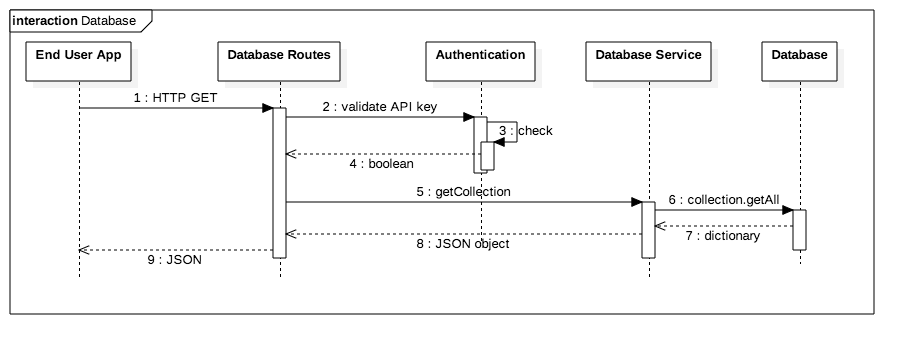 interaction Database
End User App
Database Routes
Authentication
Database Service
Database
1 : HTTP GET
2 : validate API key
3 : check
4 : boolean
5 : getCollection
6 : collection.getAll
7 : dictionary
8 : JSON object
9 : JSON